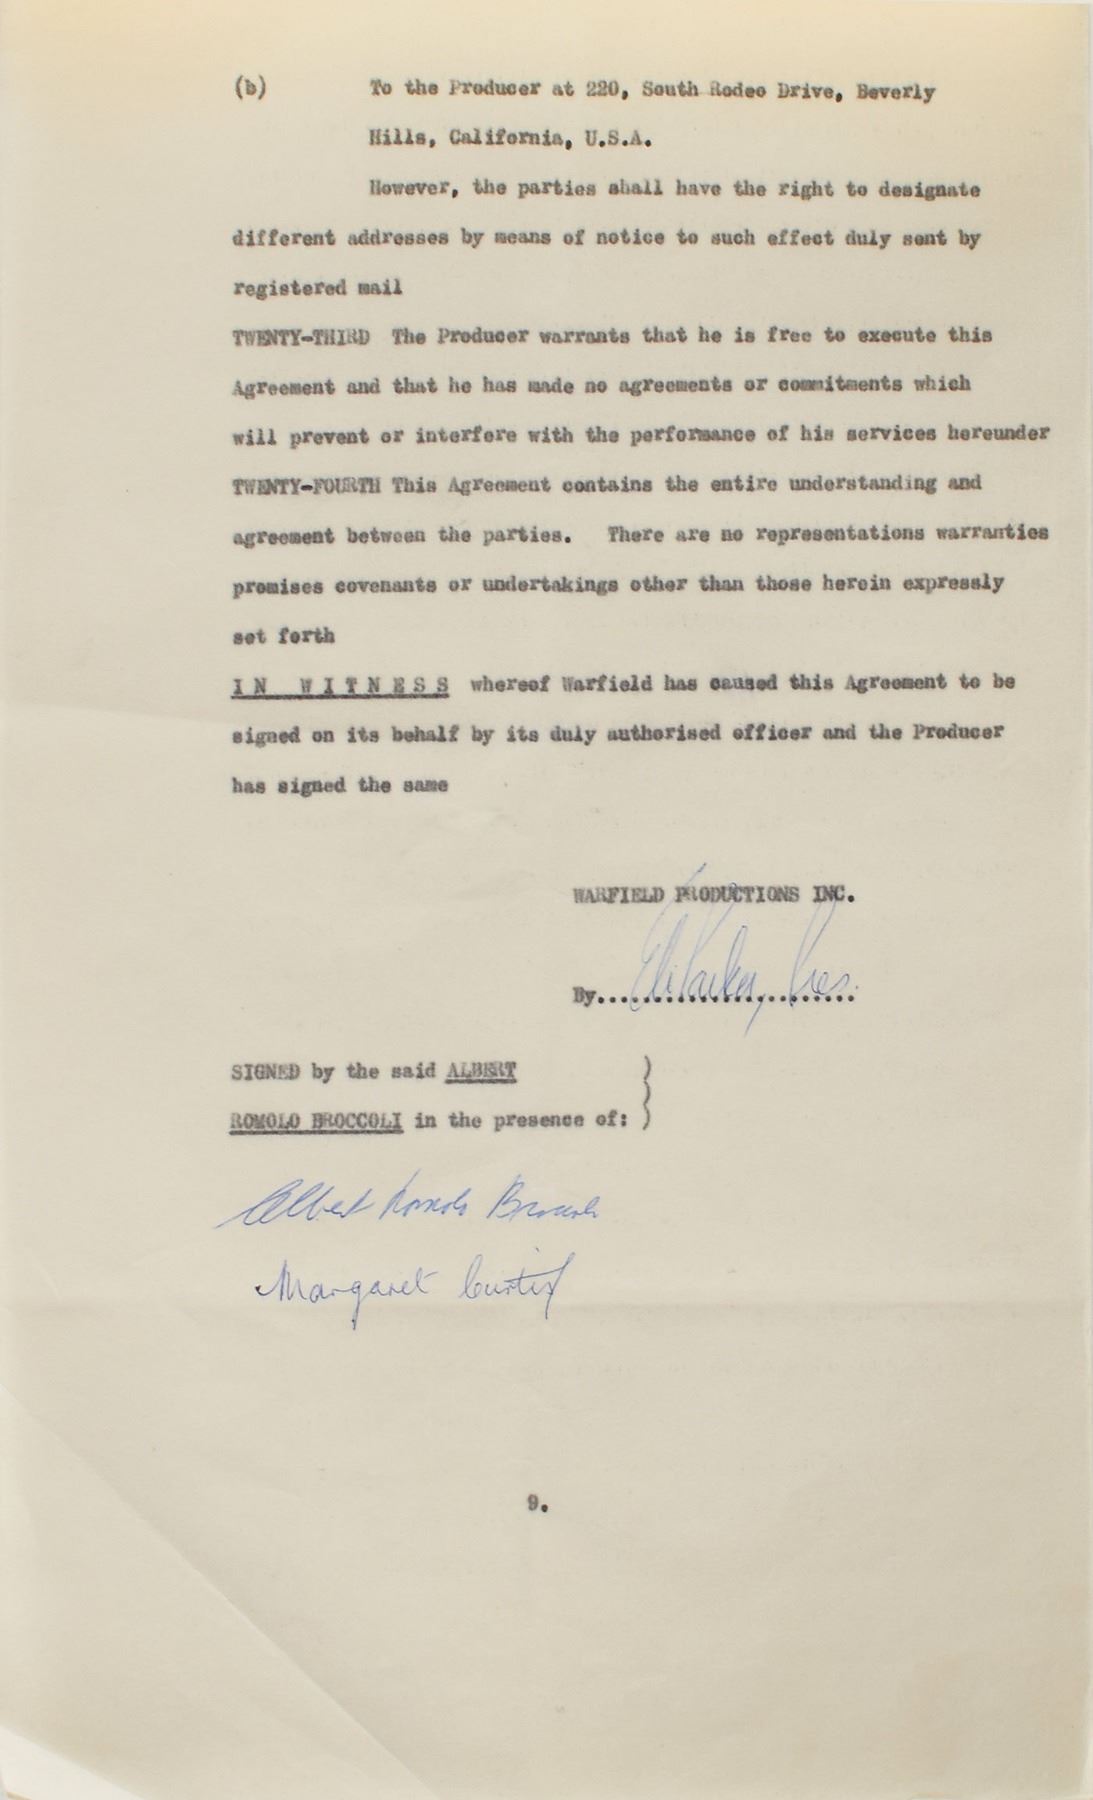 (b) To the Producer at 220, South Rodeo Drive, Beverly
Hills, California, U.S.A.
However, the parties shall have the right to designate
different addresses by means of notice to such effect duly sent by
registered mail
TWENTY-THIRD The Producer warrants that he is free to execute this
Agreement and that he has made no agreements or commitments which
will prevent or interfere with the performance of his services hereunder
TWENTY-FOURTH This Agreement contains the entire understanding and
agreement between the parties. There are no representations warranties
promises covenants or undertakings other than those herein expressly
set forth
IN WITNESS whereof Warfield has caused this Agreement to be
signed on its behalf by its duly authorised officer and the Producer
has signed the same
WARFIELD PRODUCTIONS INC.
By........................... Pres.
SIGNED by the said ALBERT
ROMOLO BROCCOLI in the presence of:
Albert Romolo Broccoli
Margaret Curtis
9.